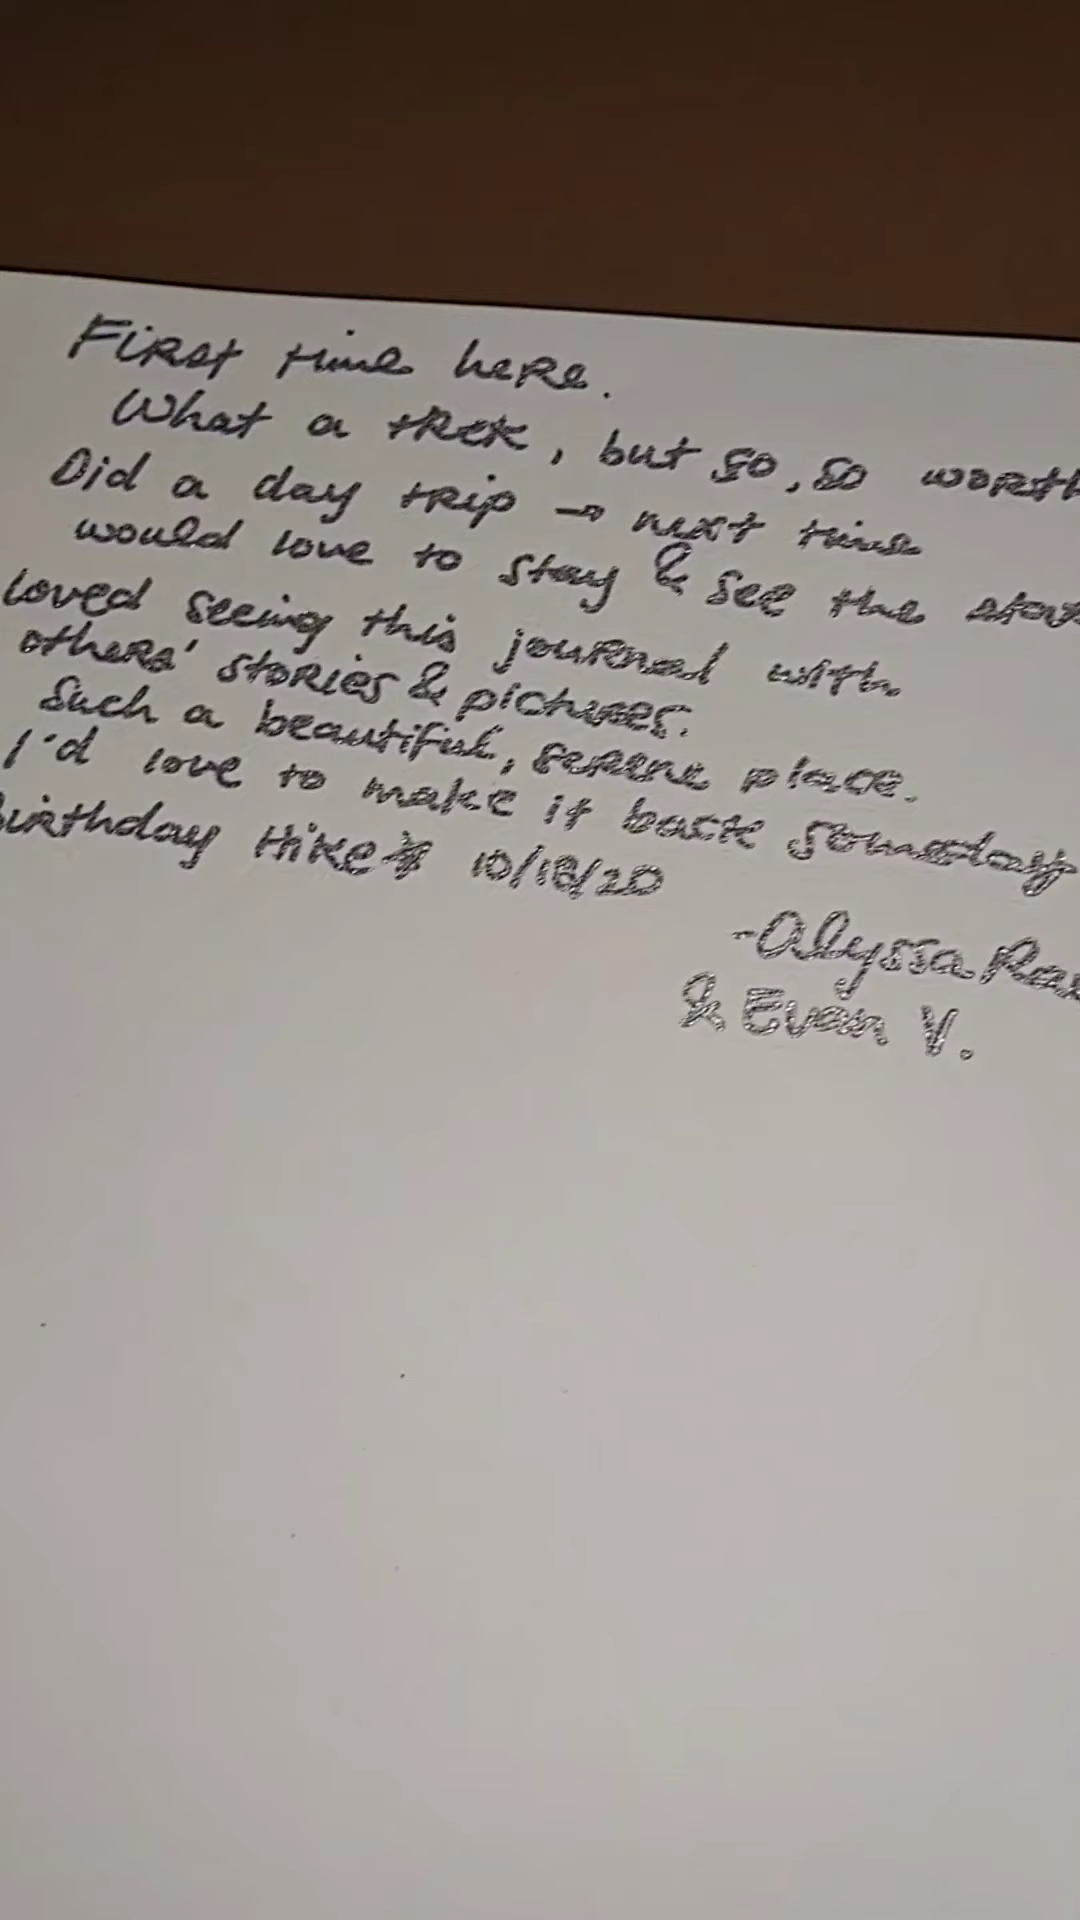 First time here.
What a trek, but so, so worth
Did a day trip → next time
would love to stay & see the
loved seeing this journal with
others' stories & pictures.
Such a beautiful, serene place.
I'd love to make it back someday
Birthday Hike 10/18/20
-Alyssa
& Evan V.